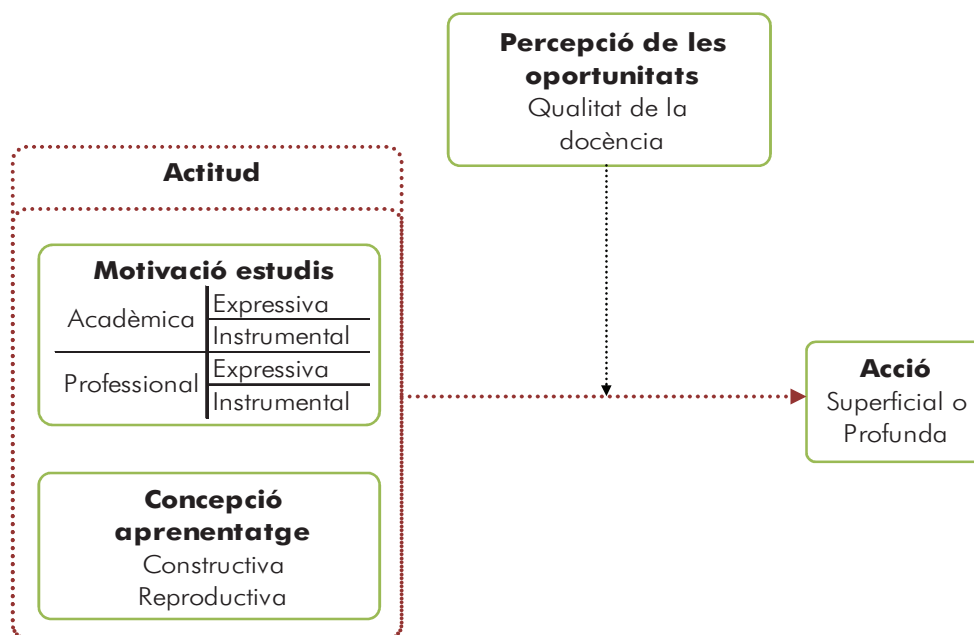 Percepció de les
oportunitats
Qualitat de la
docència
Actitud
Motivació estudis
Acadèmica
Expressiva
Instrumental
Professional
Expressiva
Instrumental
Concepció
aprenentatge
Constructiva
Reproductiva
Acció
Superficial o
Profunda